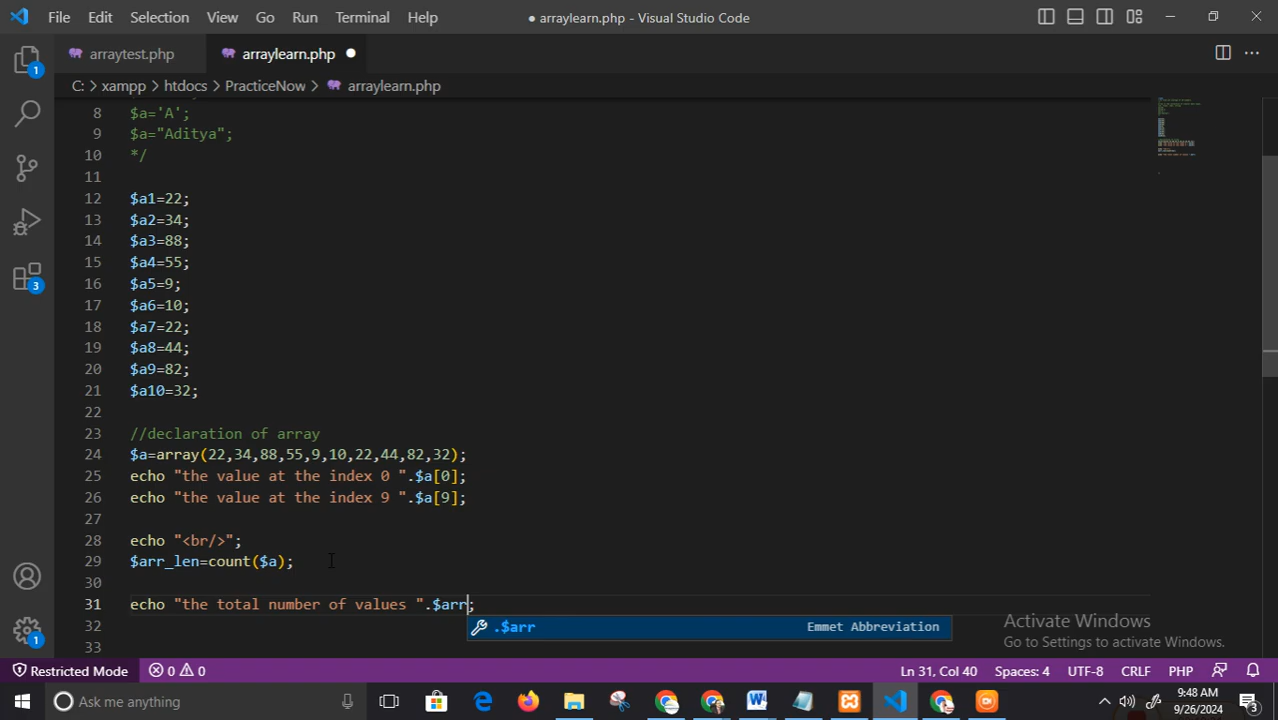 File Edit Selection View Go Run Terminal Help ● arraylearn.php - Visual Studio Code
arraytest.php arraylearn.php
C: > xampp > htdocs > PracticeNow > arraylearn.php
8 $a='A';
9 $a="Aditya";
10 */
11
12 $a1=22;
13 $a2=34;
14 $a3=88;
15 $a4=55;
16 $a5=9;
17 $a6=10;
18 $a7=22;
19 $a8=44;
20 $a9=82;
21 $a10=32;
22
23 //declaration of array
24 $a=array(22,34,88,55,9,10,22,44,82,32);
25 echo "the value at the index 0 ".$a[0];
26 echo "the value at the index 9 ".$a[9];
27
28 echo "<br/>";
29 $arr_len=count($a);
30
31 echo "the total number of values ".$arr;
.$arr Emmet Abbreviation
32
33
1
3
1
Activate Windows
Go to Settings to activate Windows.
Restricted Mode 0 0 Ln 31, Col 40 Spaces: 4 UTF-8 CRLF PHP
Ask me anything
9:48 AM
9/26/2024
3